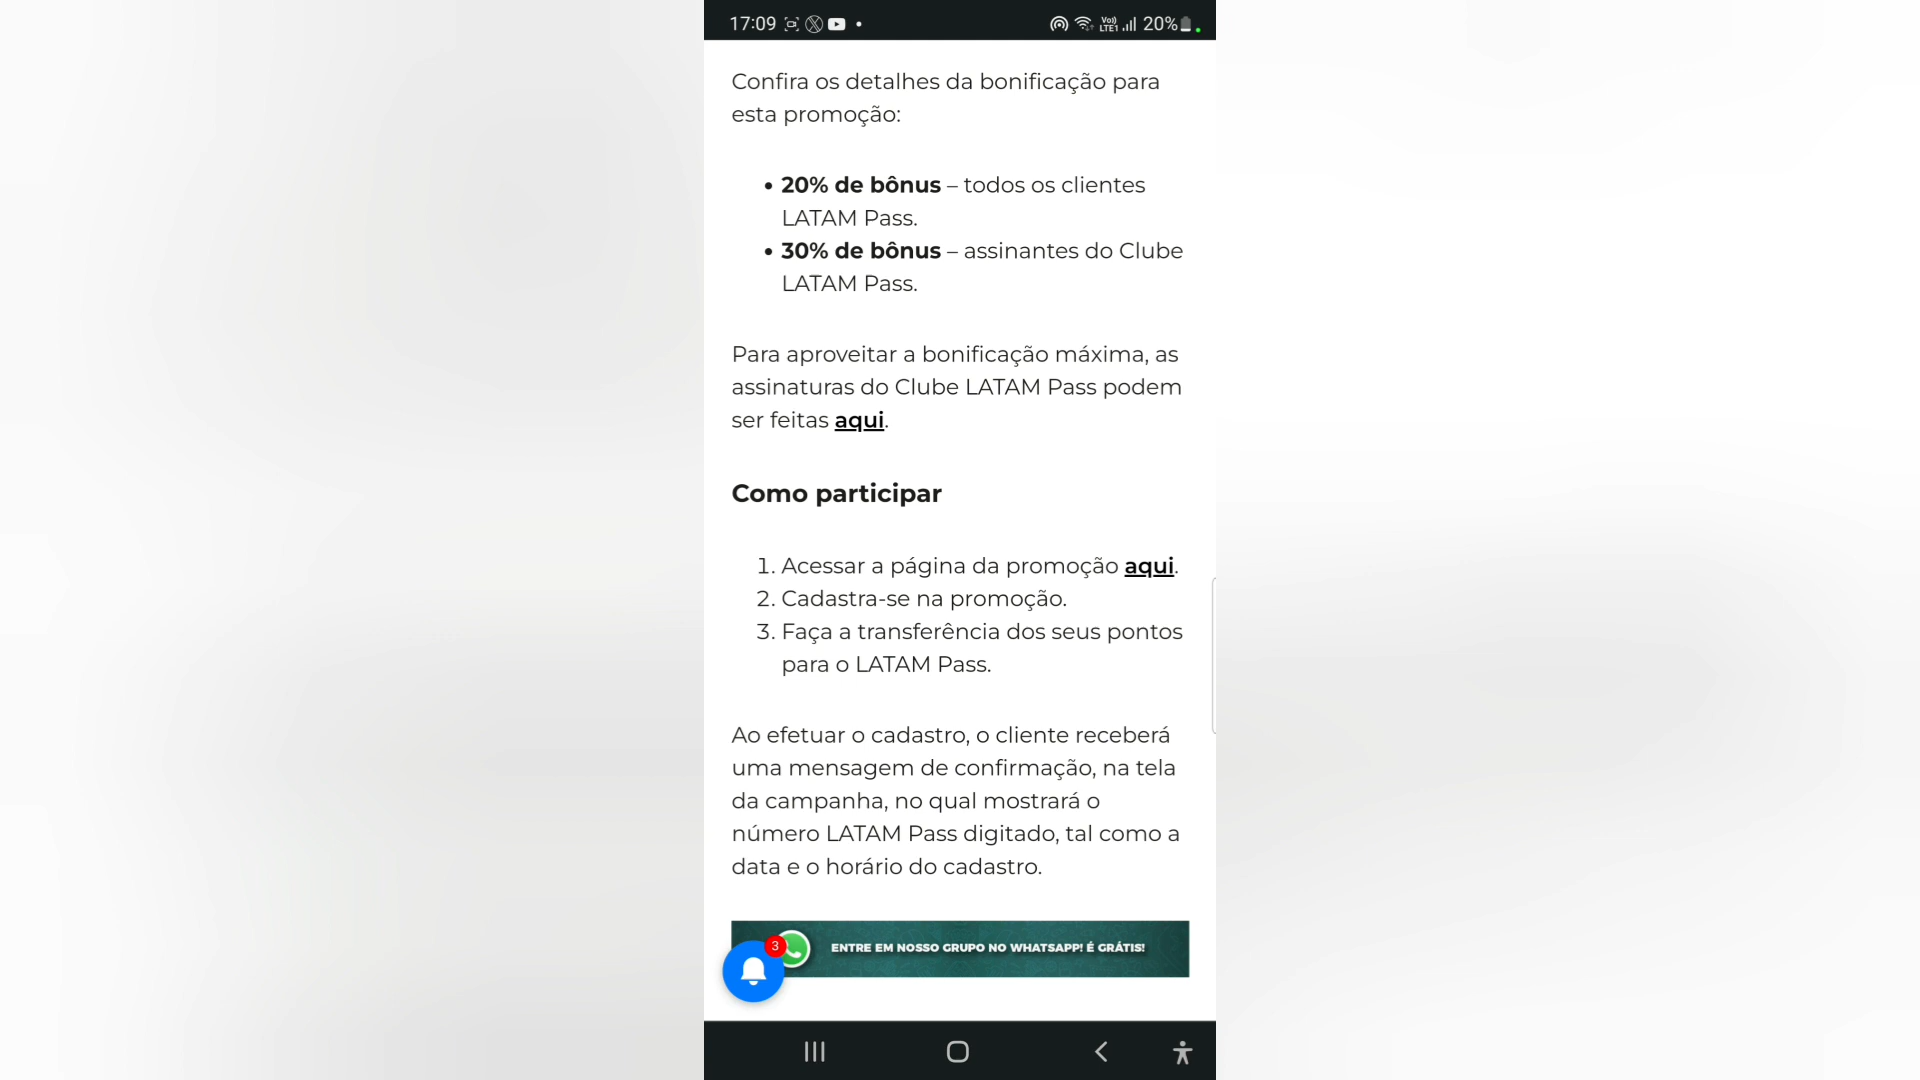 17:09
Vo))
LTE1
20%
Confira os detalhes da bonificação para
esta promoção:
• 20% de bônus – todos os clientes
LATAM Pass.
• 30% de bônus – assinantes do Clube
LATAM Pass.
Para aproveitar a bonificação máxima, as
assinaturas do Clube LATAM Pass podem
ser feitas aqui.
Como participar
1. Acessar a página da promoção aqui.
2. Cadastra-se na promoção.
3. Faça a transferência dos seus pontos
para o LATAM Pass.
Ao efetuar o cadastro, o cliente receberá
uma mensagem de confirmação, na tela
da campanha, no qual mostrará o
número LATAM Pass digitado, tal como a
data e o horário do cadastro.
3
ENTRE EM NOSSO GRUPO NO WHATSAPP! É GRÁTIS!